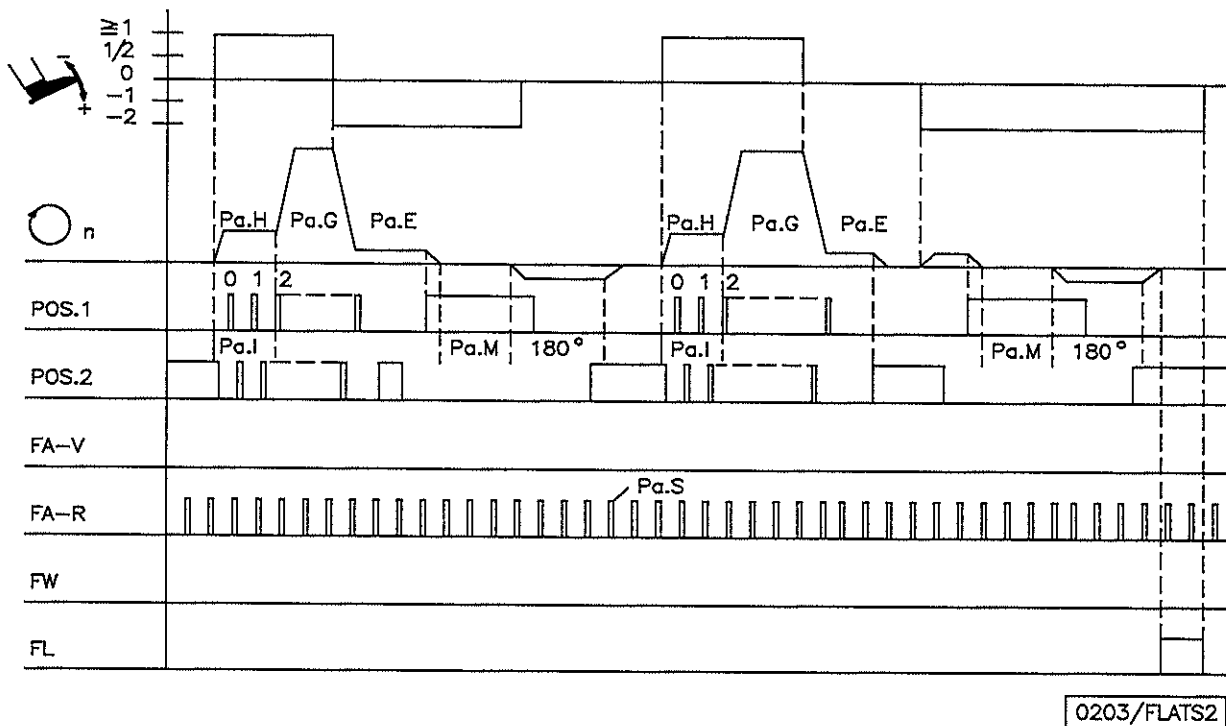 ≧1
1/2
0
-1
-2
− 
+
n
Pa.H Pa.G Pa.E Pa.H Pa.G Pa.E
0 1 2 0 1 2
POS.1
Pa.I Pa.M 180° Pa.I Pa.M 180°
POS.2
FA-V
Pa.S
FA-R
FW
FL
0203/FLATS2